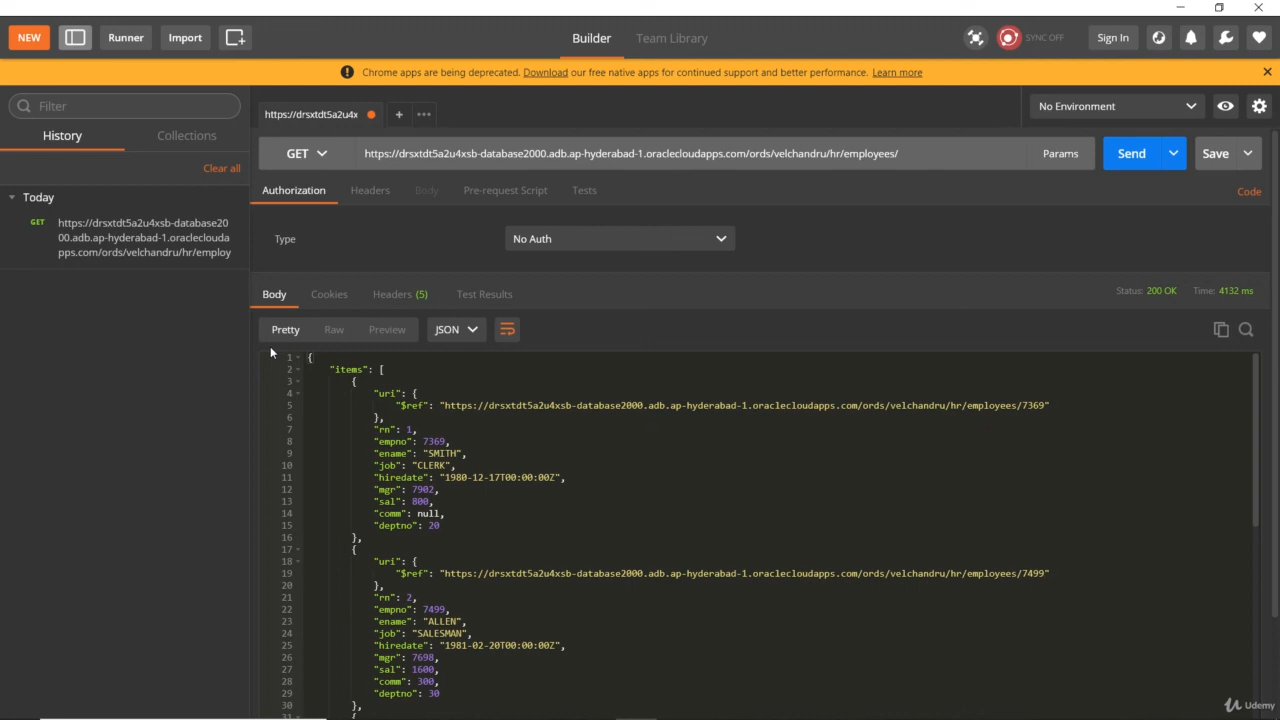 NEW Runner Import Builder Team Library SYNC OFF Sign In
Chrome apps are being deprecated. Download our free native apps for continued support and better performance. Learn more
Filter
History Collections
Clear all
Today
GET https://drsxtdt5a2u4xsb-database20
00.adb.ap-hyderabad-1.oracleclouda
pps.com/ords/velchandru/hr/employ
https://drsxtdt5a2u4x
No Environment
GET https://drsxtdt5a2u4xsb-database2000.adb.ap-hyderabad-1.oraclecloudapps.com/ords/velchandru/hr/employees/ Params Send Save
Authorization Headers Body Pre-request Script Tests Code
Type No Auth
Body Cookies Headers (5) Test Results Status: 200 OK Time: 4132 ms
Pretty Raw Preview JSON
1 {
2 "items": [
3 {
4 "uri": {
5 "$ref": "https://drsxtdt5a2u4xsb-database2000.adb.ap-hyderabad-1.oraclecloudapps.com/ords/velchandru/hr/employees/7369"
6 },
7 "rn": 1,
8 "empno": 7369,
9 "ename": "SMITH",
10 "job": "CLERK",
11 "hiredate": "1980-12-17T00:00:00Z",
12 "mgr": 7902,
13 "sal": 800,
14 "comm": null,
15 "deptno": 20
16 },
17 {
18 "uri": {
19 "$ref": "https://drsxtdt5a2u4xsb-database2000.adb.ap-hyderabad-1.oraclecloudapps.com/ords/velchandru/hr/employees/7499"
20 },
21 "rn": 2,
22 "empno": 7499,
23 "ename": "ALLEN",
24 "job": "SALESMAN",
25 "hiredate": "1981-02-20T00:00:00Z",
26 "mgr": 7698,
27 "sal": 1600,
28 "comm": 300,
29 "deptno": 30
30 },
31 {
Udemy